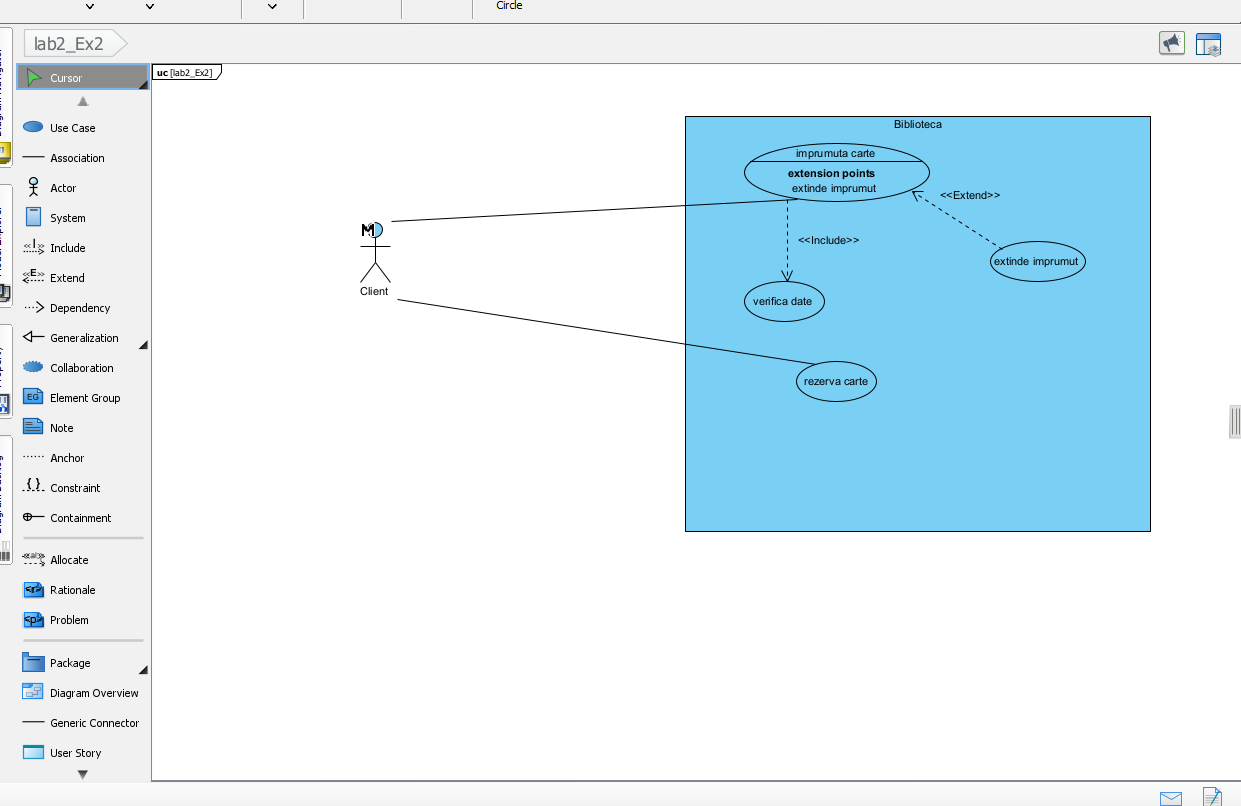 Circle
lab2_Ex2
uc [lab2_Ex2]
Cursor
Use Case
Association
Actor
System
Include
Extend
Dependency
Generalization
Collaboration
EG
Element Group
Note
Anchor
Constraint
Containment
Allocate
Rationale
Problem
Package
Diagram Overview
Generic Connector
User Story
Biblioteca
imprumuta carte
extension points
extinde imprumut
<<Extend>>
<<Include>>
extinde imprumut
M
Client
verifica date
rezerva carte